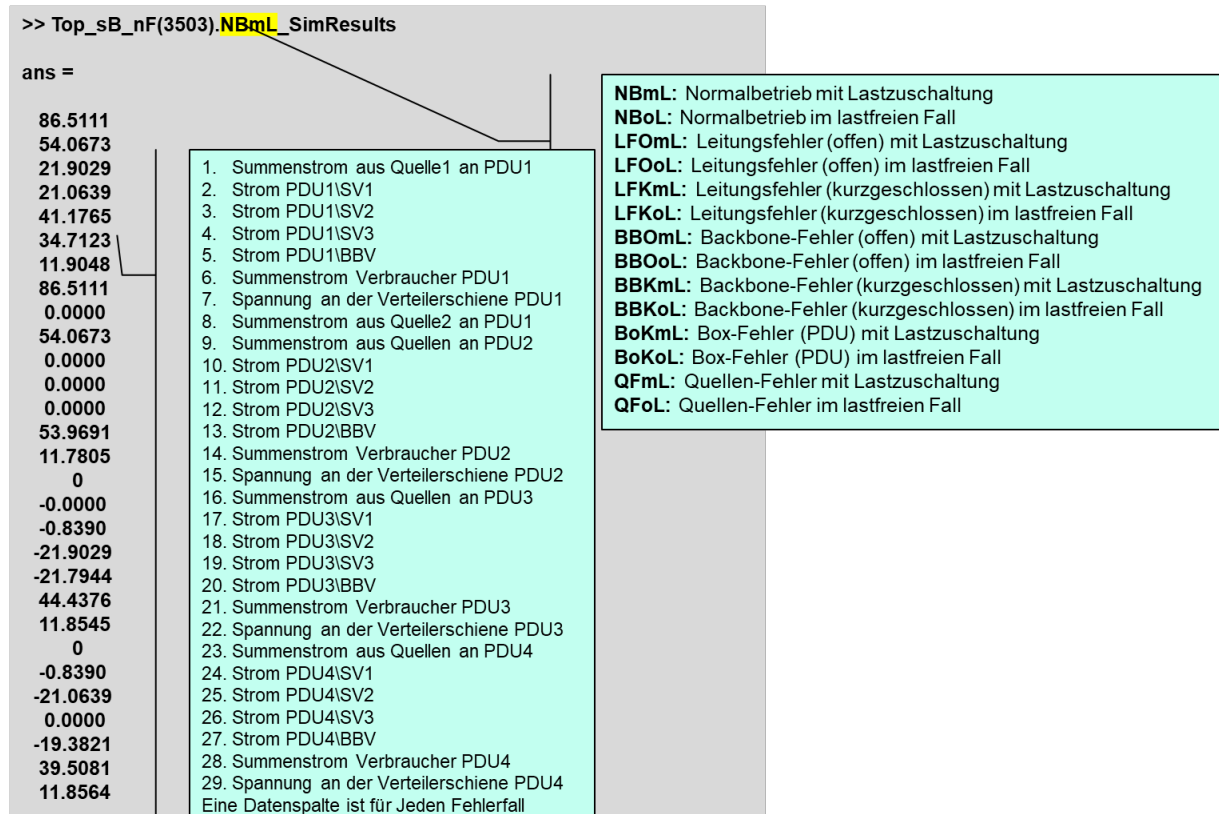 >> Top_sB_nF(3503).NBmL_SimResults
ans =
86.5111
54.0673
21.9029
21.0639
41.1765
34.7123
11.9048
86.5111
0.0000
54.0673
0.0000
0.0000
0.0000
53.9691
11.7805
0
-0.0000
-0.8390
-21.9029
-21.7944
44.4376
11.8545
0
-0.8390
-21.0639
0.0000
-19.3821
39.5081
11.8564
1. Summenstrom aus Quelle1 an PDU1
2. Strom PDU1\SV1
3. Strom PDU1\SV2
4. Strom PDU1\SV3
5. Strom PDU1\BBV
6. Summenstrom Verbraucher PDU1
7. Spannung an der Verteilerschiene PDU1
8. Summenstrom aus Quelle2 an PDU1
9. Summenstrom aus Quellen an PDU2
10. Strom PDU2\SV1
11. Strom PDU2\SV2
12. Strom PDU2\SV3
13. Strom PDU2\BBV
14. Summenstrom Verbraucher PDU2
15. Spannung an der Verteilerschiene PDU2
16. Summenstrom aus Quellen an PDU3
17. Strom PDU3\SV1
18. Strom PDU3\SV2
19. Strom PDU3\SV3
20. Strom PDU3\BBV
21. Summenstrom Verbraucher PDU3
22. Spannung an der Verteilerschiene PDU3
23. Summenstrom aus Quellen an PDU4
24. Strom PDU4\SV1
25. Strom PDU4\SV2
26. Strom PDU4\SV3
27. Strom PDU4\BBV
28. Summenstrom Verbraucher PDU4
29. Spannung an der Verteilerschiene PDU4
Eine Datenspalte ist für Jeden Fehlerfall
NBmL: Normalbetrieb mit Lastzuschaltung
NBoL: Normalbetrieb im lastfreien Fall
LFOmL: Leitungsfehler (offen) mit Lastzuschaltung
LFOoL: Leitungsfehler (offen) im lastfreien Fall
LFKmL: Leitungsfehler (kurzgeschlossen) mit Lastzuschaltung
LFKoL: Leitungsfehler (kurzgeschlossen) im lastfreien Fall
BBOmL: Backbone-Fehler (offen) mit Lastzuschaltung
BBOoL: Backbone-Fehler (offen) im lastfreien Fall
BBKmL: Backbone-Fehler (kurzgeschlossen) mit Lastzuschaltung
BBKoL: Backbone-Fehler (kurzgeschlossen) im lastfreien Fall
BoKmL: Box-Fehler (PDU) mit Lastzuschaltung
BoKoL: Box-Fehler (PDU) im lastfreien Fall
QFmL: Quellen-Fehler mit Lastzuschaltung
QFoL: Quellen-Fehler im lastfreien Fall